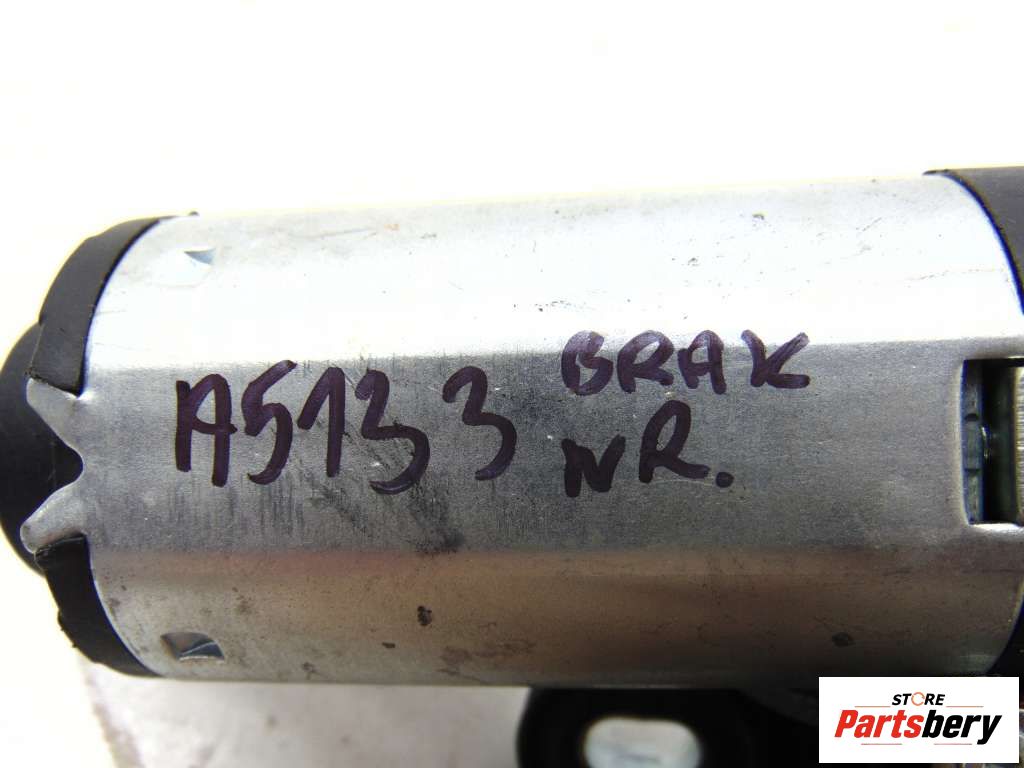 A5133 BRAK
NR.
STORE
Partsbery